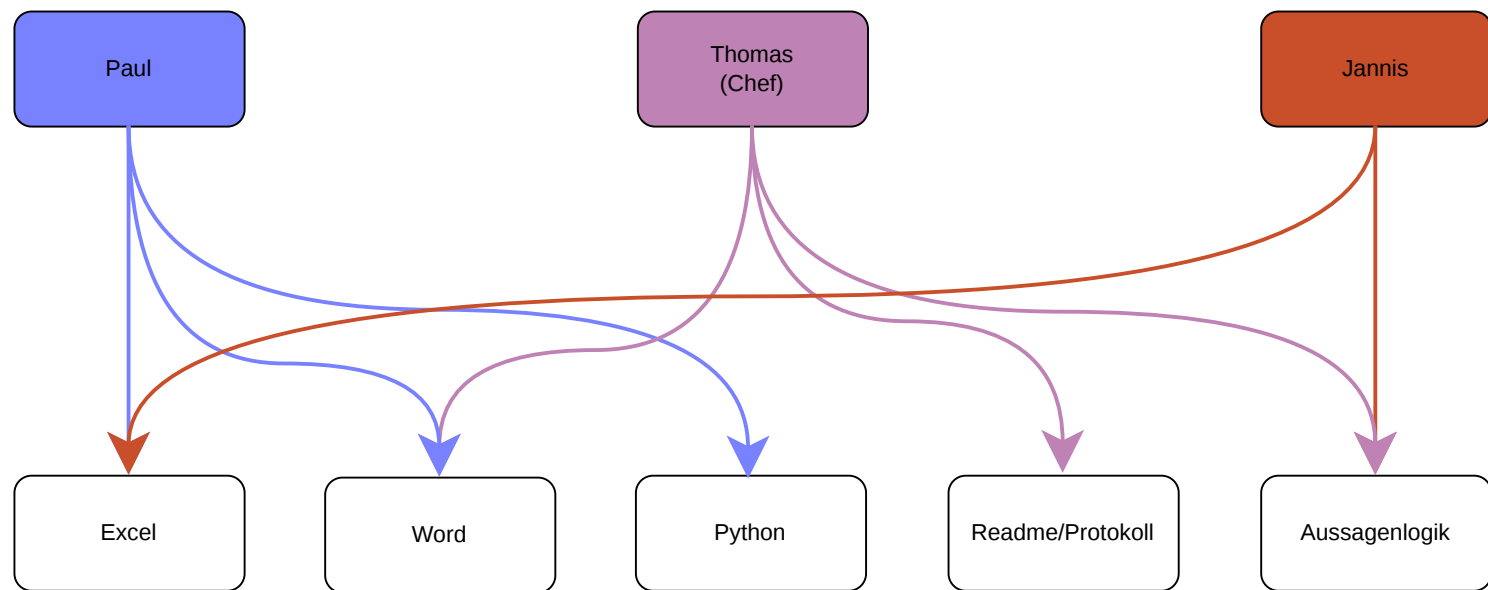 Paul
Thomas
(Chef)
Jannis
Excel
Word
Python
Readme/Protokoll
Aussagenlogik